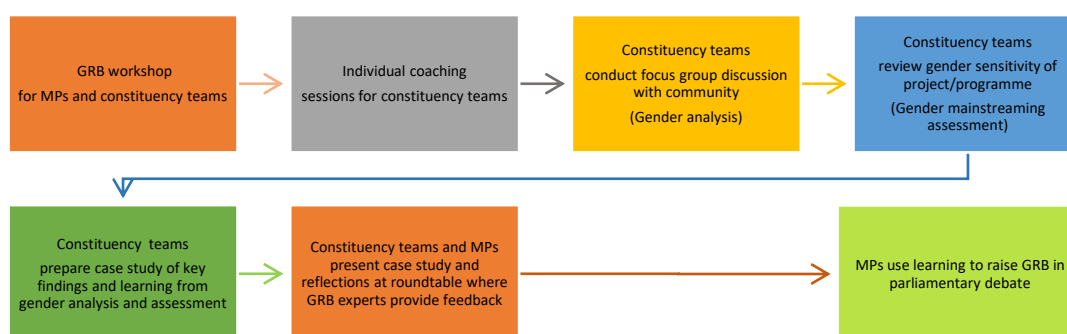 GRB workshop
for MPs and constituency teams
Individual coaching
sessions for constituency teams
Constituency teams
conduct focus group discussion
with community
(Gender analysis)
Constituency teams
review gender sensitivity of
project/programme
(Gender mainstreaming
assessment)
Constituency teams
prepare case study of key
findings and learning from
gender analysis and assessment
Constituency teams and MPs
present case study and
reflections at roundtable where
GRB experts provide feedback
MPs use learning to raise GRB in
parliamentary debate